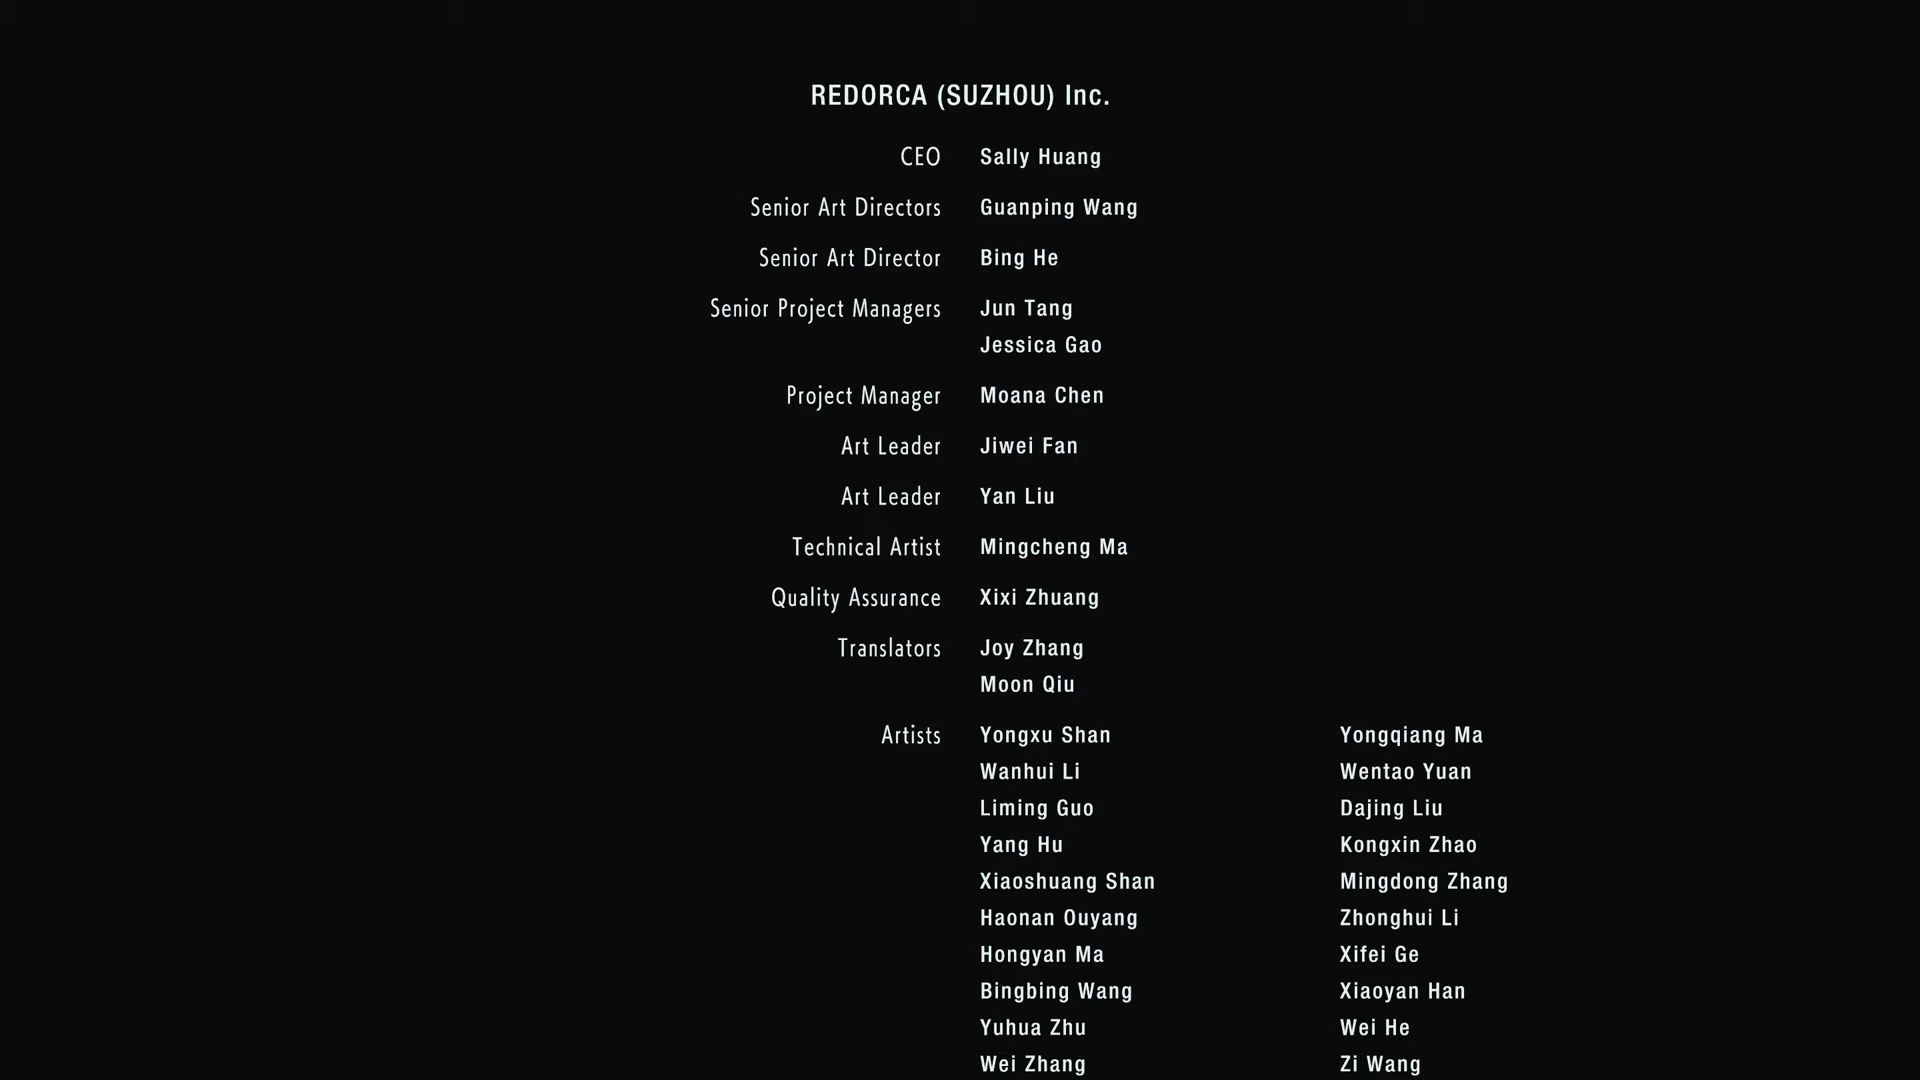 REDORCA (SUZHOU) Inc.
CEO Sally Huang
Senior Art Directors Guanping Wang
Senior Art Director Bing He
Senior Project Managers Jun Tang
Jessica Gao
Project Manager Moana Chen
Art Leader Jiwei Fan
Art Leader Yan Liu
Technical Artist Mingcheng Ma
Quality Assurance Xixi Zhuang
Translators Joy Zhang
Moon Qiu
Artists Yongxu Shan Yongqiang Ma
Wanhui Li Wentao Yuan
Liming Guo Dajing Liu
Yang Hu Kongxin Zhao
Xiaoshuang Shan Mingdong Zhang
Haonan Ouyang Zhonghui Li
Hongyan Ma Xifei Ge
Bingbing Wang Xiaoyan Han
Yuhua Zhu Wei He
Wei Zhang Zi Wang